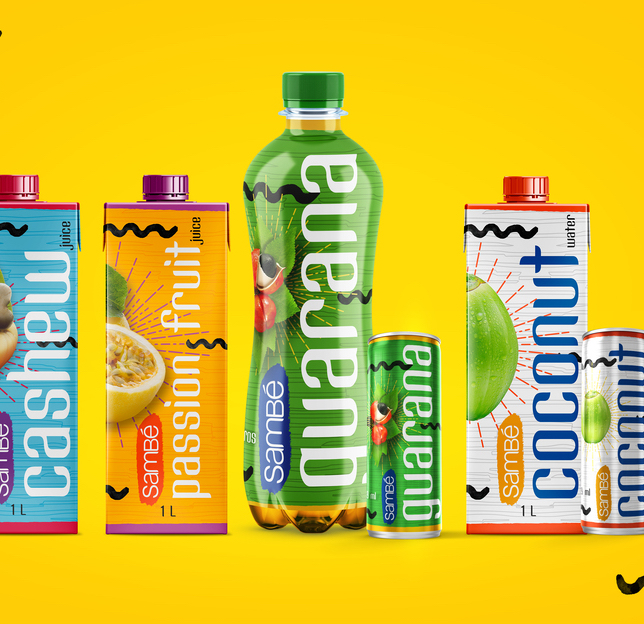 cashew
juice
sambé
1 L
passion fruit
juice
sambé
1 L
guarana
sambé
guarana
sambé
coconut
water
sambé
1 L
coconut
sambé